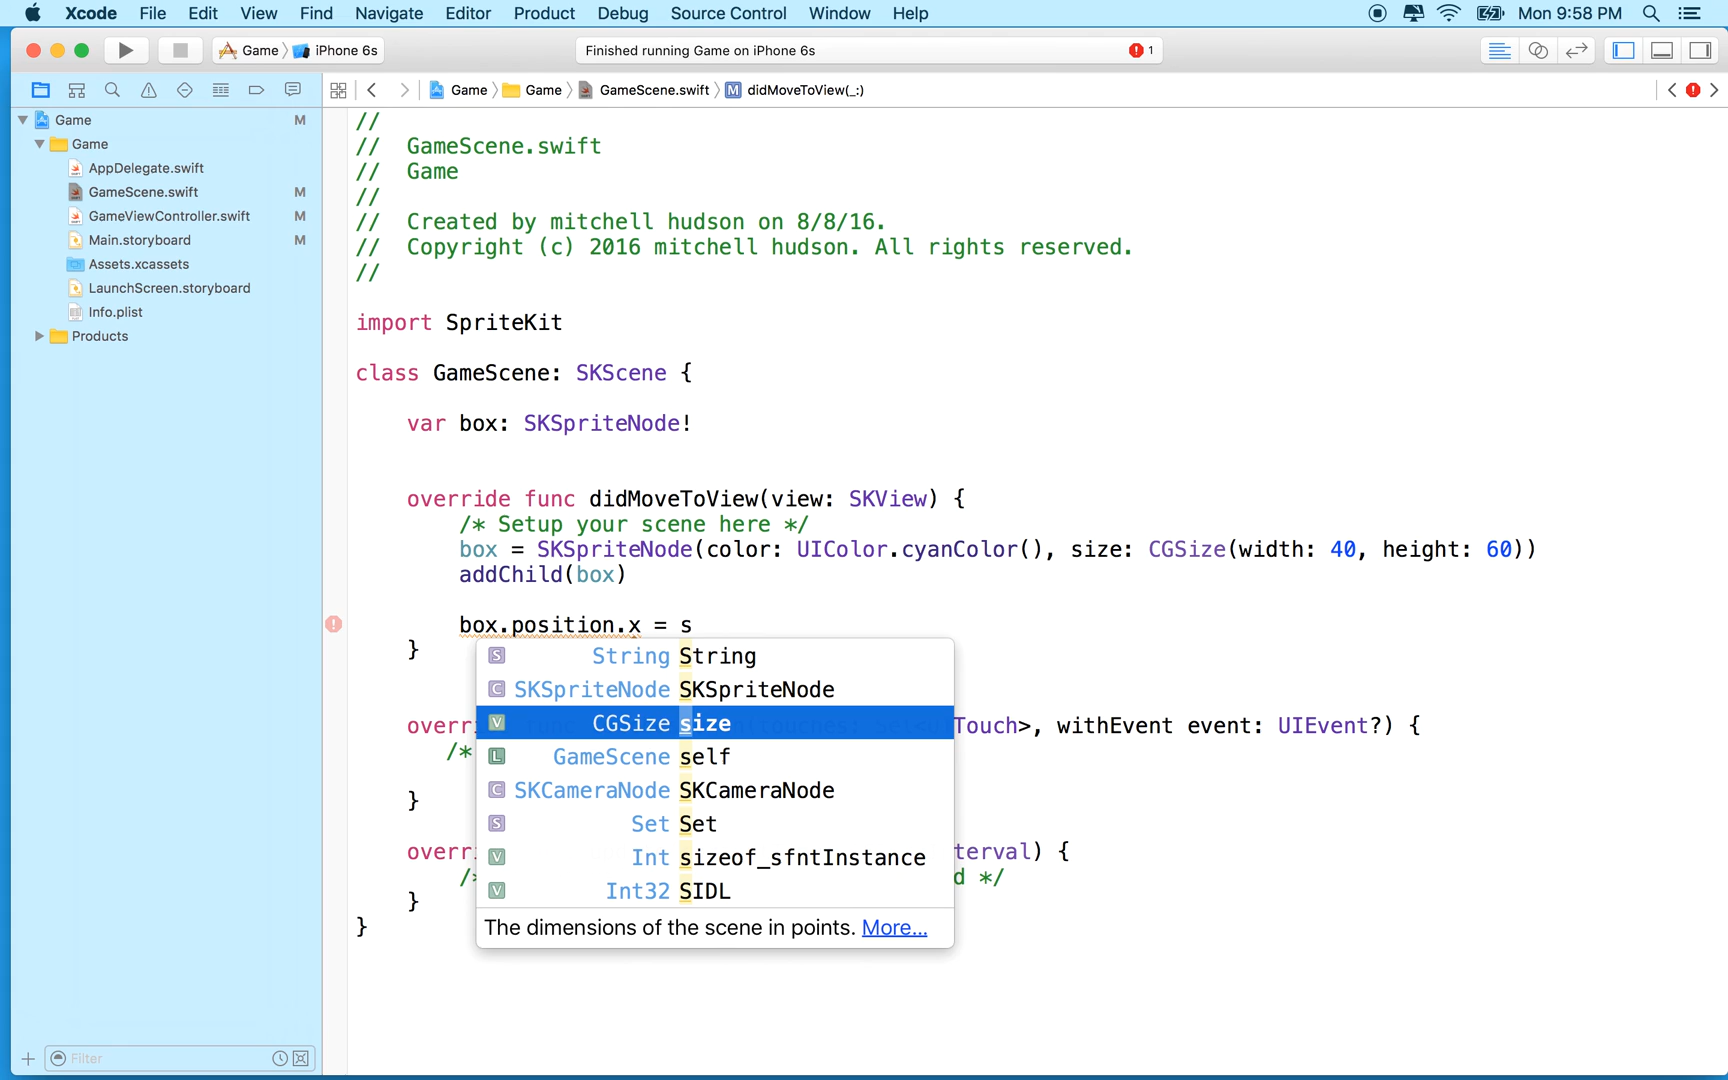 Xcode File Edit View Find Navigate Editor Product Debug Source Control Window Help Mon 9:58 PM
Game iPhone 6s Finished running Game on iPhone 6s 1
Game Game GameScene.swift M didMoveToView(_:)
Game M
Game
AppDelegate.swift
GameScene.swift M
GameViewController.swift M
Main.storyboard M
Assets.xcassets
LaunchScreen.storyboard
Info.plist
Products
Filter
//
// GameScene.swift
// Game
//
// Created by mitchell hudson on 8/8/16.
// Copyright (c) 2016 mitchell hudson. All rights reserved.
//
import SpriteKit
class GameScene: SKScene {
var box: SKSpriteNode!
override func didMoveToView(view: SKView) {
/* Setup your scene here */
box = SKSpriteNode(color: UIColor.cyanColor(), size: CGSize(width: 40, height: 60))
addChild(box)
box.position.x = s
}
S String String
C SKSpriteNode SKSpriteNode
V CGSize size
L GameScene self
C SKCameraNode SKCameraNode
S Set Set
V Int sizeof_sfntInstance
V Int32 SIDL
The dimensions of the scene in points. More...
overr Touch>, withEvent event: UIEvent?) {
/*
}
overr terval) {
/* d */
}
}